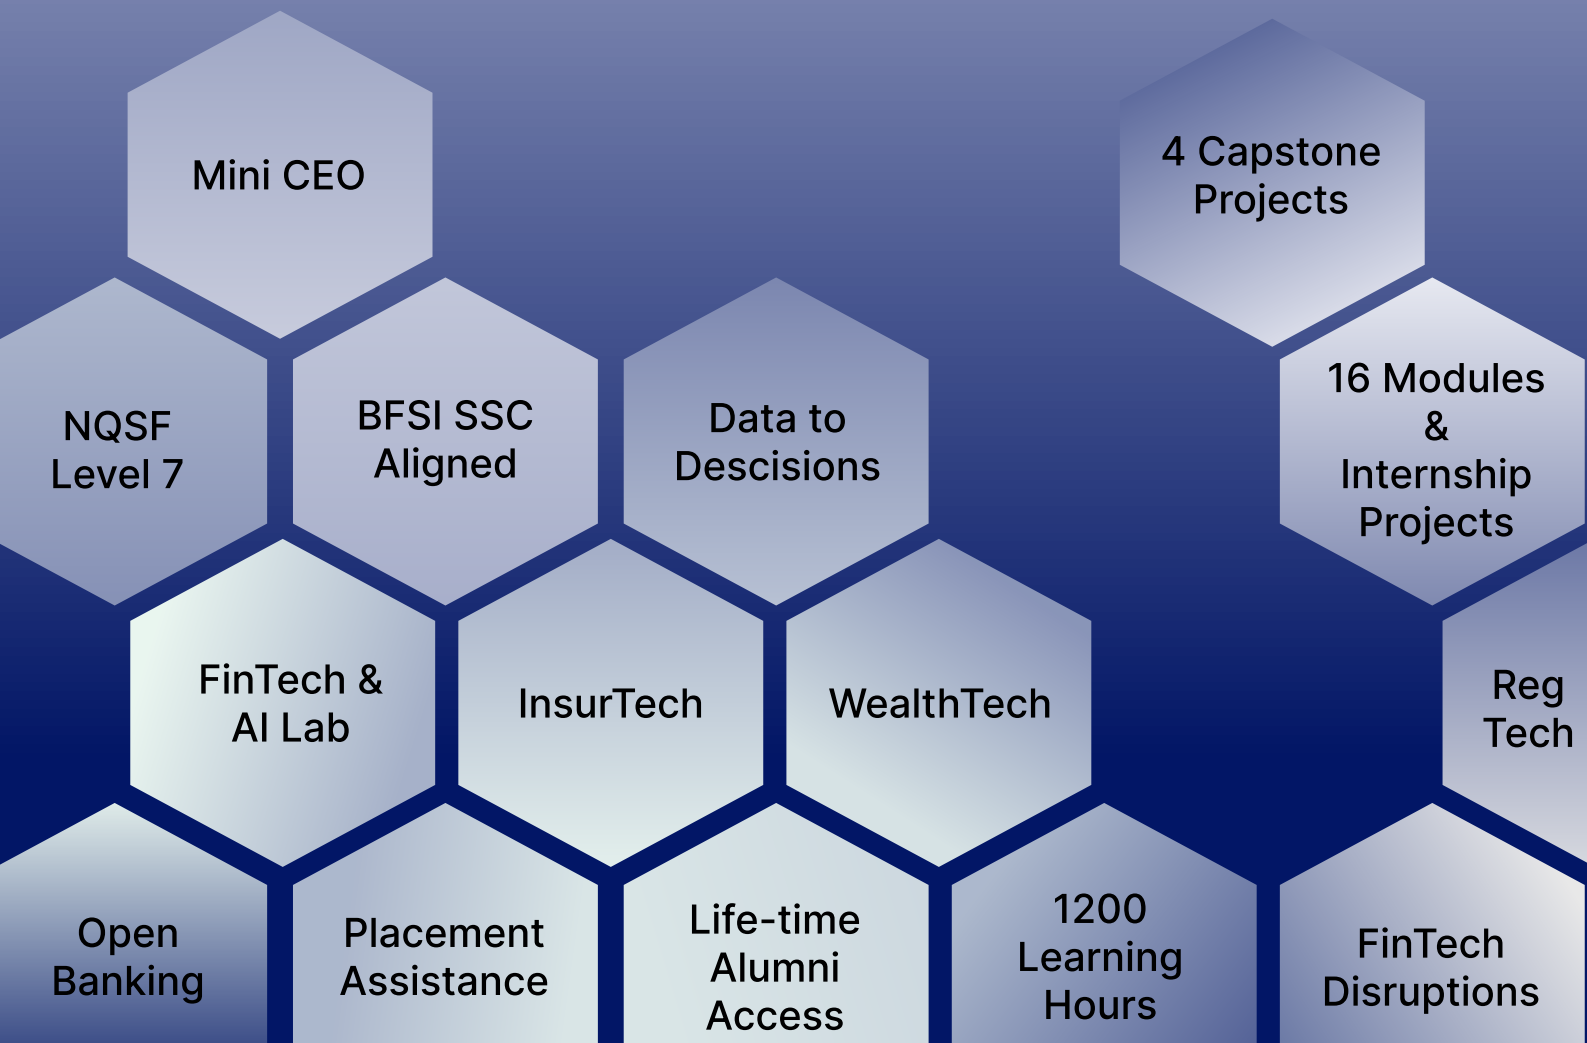 Mini CEO
4 Capstone
Projects
NQSF
Level 7
BFSI SSC
Aligned
Data to
Descisions
16 Modules
&
Internship
Projects
FinTech &
AI Lab
InsurTech
WealthTech
Reg
Tech
Open
Banking
Placement
Assistance
Life-time
Alumni
Access
1200
Learning
Hours
FinTech
Disruptions